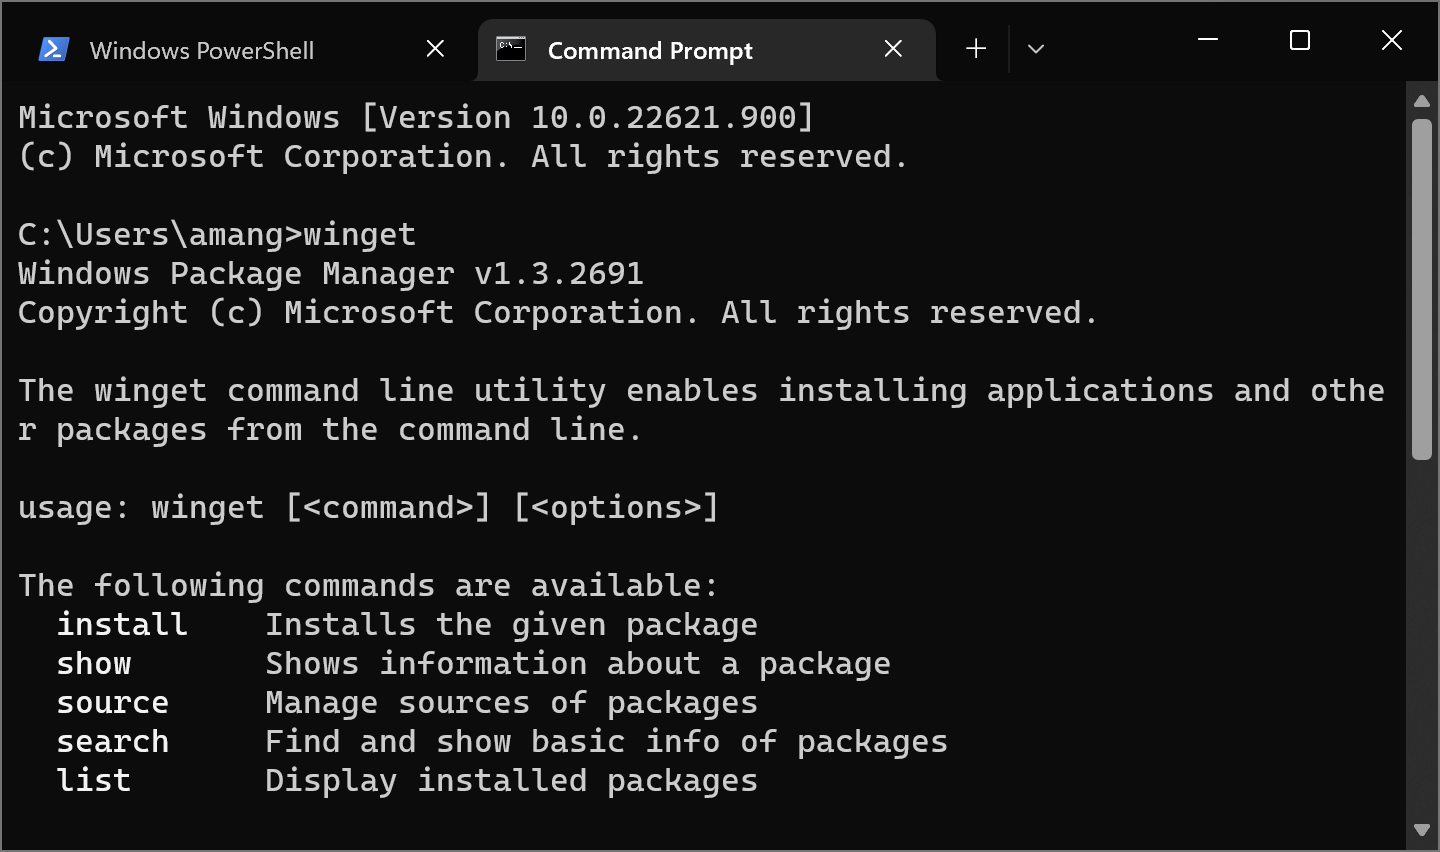 Windows PowerShell
Command Prompt
Microsoft Windows [Version 10.0.22621.900]
(c) Microsoft Corporation. All rights reserved.
C:\Users\amang>winget
Windows Package Manager v1.3.2691
Copyright (c) Microsoft Corporation. All rights reserved.
The winget command line utility enables installing applications and othe
r packages from the command line.
usage: winget [<command>] [<options>]
The following commands are available:
install    Installs the given package
show       Shows information about a package
source     Manage sources of packages
search     Find and show basic info of packages
list       Display installed packages